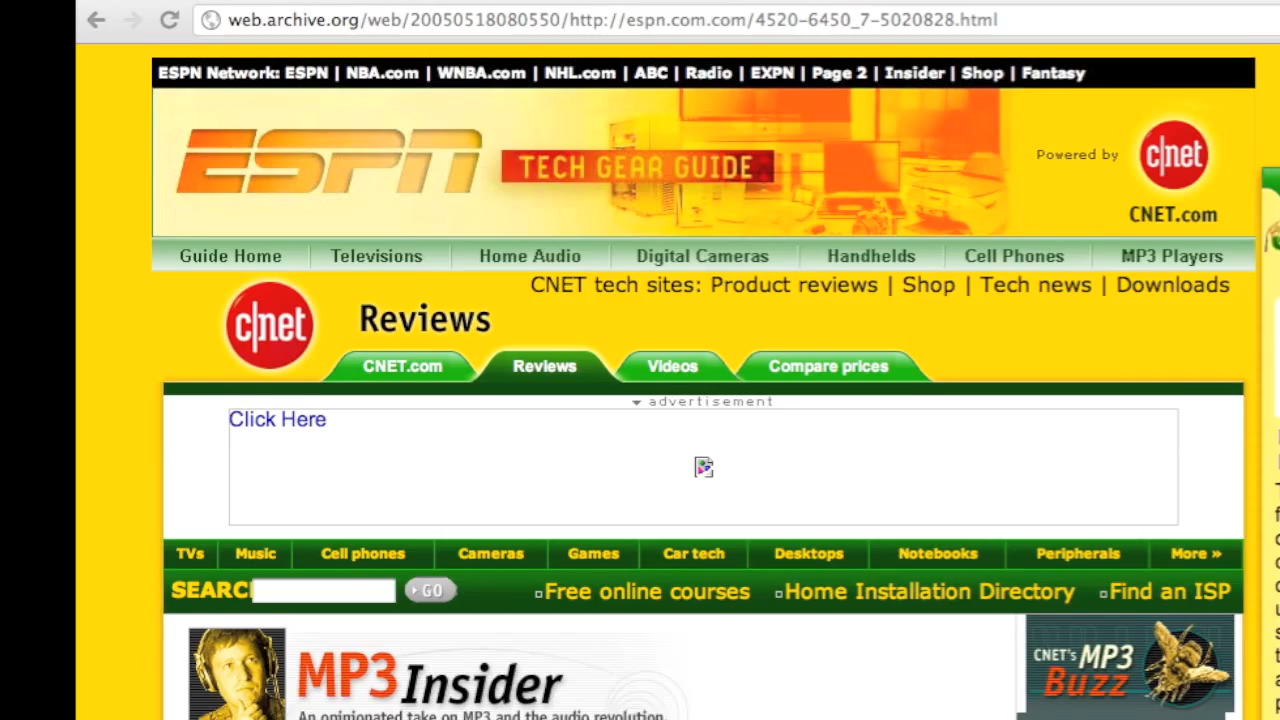 web.archive.org/web/20050518080550/http://espn.com.com/4520-6450_7-5020828.html
ESPN Network: ESPN | NBA.com | WNBA.com | NHL.com | ABC | Radio | EXPN | Page 2 | Insider | Shop | Fantasy
ESPN TECH GEAR GUIDE
Powered by
c|net
CNET.com
Guide Home Televisions Home Audio Digital Cameras Handhelds Cell Phones MP3 Players
CNET tech sites: Product reviews | Shop | Tech news | Downloads
c|net Reviews
CNET.com Reviews Videos Compare prices
advertisement
Click Here
TVs Music Cell phones Cameras Games Car tech Desktops Notebooks Peripherals More »
SEARCH GO Free online courses Home Installation Directory Find an ISP
MP3 Insider
An opinionated take on MP3 and the audio revolution.
CNET'S MP3
Buzz